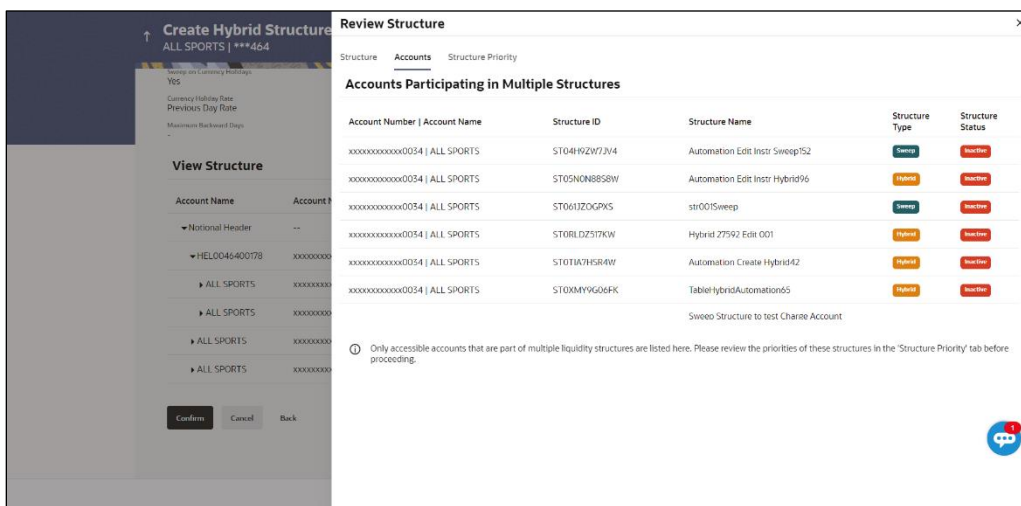 Create Hybrid Structure
ALL SPORTS | ***464
Sweep on Currency Holidays
Yes
Currency Holiday Rate
Previous Day Rate
Maximum Backward Days
-
View Structure
Account Name Account
Notional Header --
HEL0046400178 xxxxxxxx
ALL SPORTS xxxxxxxx
ALL SPORTS xxxxxxxx
ALL SPORTS xxxxxxxx
ALL SPORTS xxxxxxxx
Confirm Cancel Back
Review Structure
Structure Accounts Structure Priority
Accounts Participating in Multiple Structures
Account Number | Account Name Structure ID Structure Name Structure Type Structure Status
xxxxxxxxxxxx0034 | ALL SPORTS ST04H9ZW7JV4 Automation Edit Instr Sweep152 Sweep Inactive
xxxxxxxxxxxx0034 | ALL SPORTS ST05N0N88S8W Automation Edit Instr Hybrid96 Hybrid Inactive
xxxxxxxxxxxx0034 | ALL SPORTS ST061JZOGPXS str001Sweep Sweep Inactive
xxxxxxxxxxxx0034 | ALL SPORTS ST0RLDZ517KW Hybrid 27592 Edit 001 Hybrid Inactive
xxxxxxxxxxxx0034 | ALL SPORTS ST0TIA7HSR4W Automation Create Hybrid42 Hybrid Inactive
xxxxxxxxxxxx0034 | ALL SPORTS ST0XMY9G06FK TableHybridAutomation65 Hybrid Inactive
Sweep Structure to test Charge Account
Only accessible accounts that are part of multiple liquidity structures are listed here. Please review the priorities of these structures in the 'Structure Priority' tab before
proceeding.
1